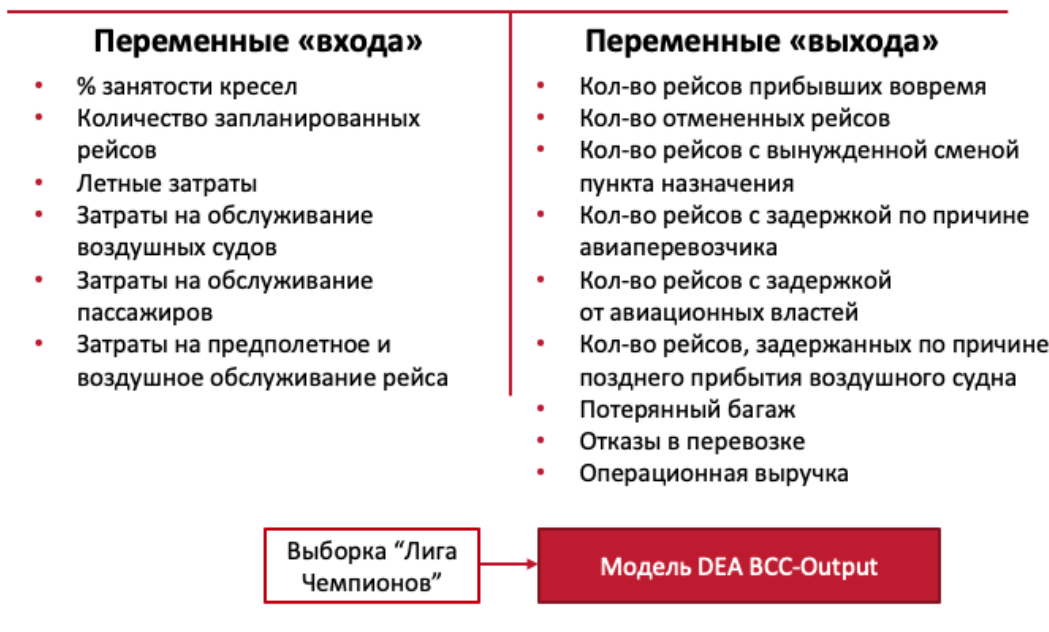 Переменные «входа»
% занятости кресел
Количество запланированных
рейсов
Летные затраты
Затраты на обслуживание
воздушных судов
Затраты на обслуживание
пассажиров
Затраты на предполетное и
воздушное обслуживание рейса
Переменные «выхода»
Кол-во рейсов прибывших вовремя
Кол-во отмененных рейсов
Кол-во рейсов с вынужденной сменой
пункта назначения
Кол-во рейсов с задержкой по причине
авиаперевозчика
Кол-во рейсов с задержкой
от авиационных властей
Кол-во рейсов, задержанных по причине
позднего прибытия воздушного судна
Потерянный багаж
Отказы в перевозке
Операционная выручка
Выборка “Лига
Чемпионов”
Модель DEA BCC-Output